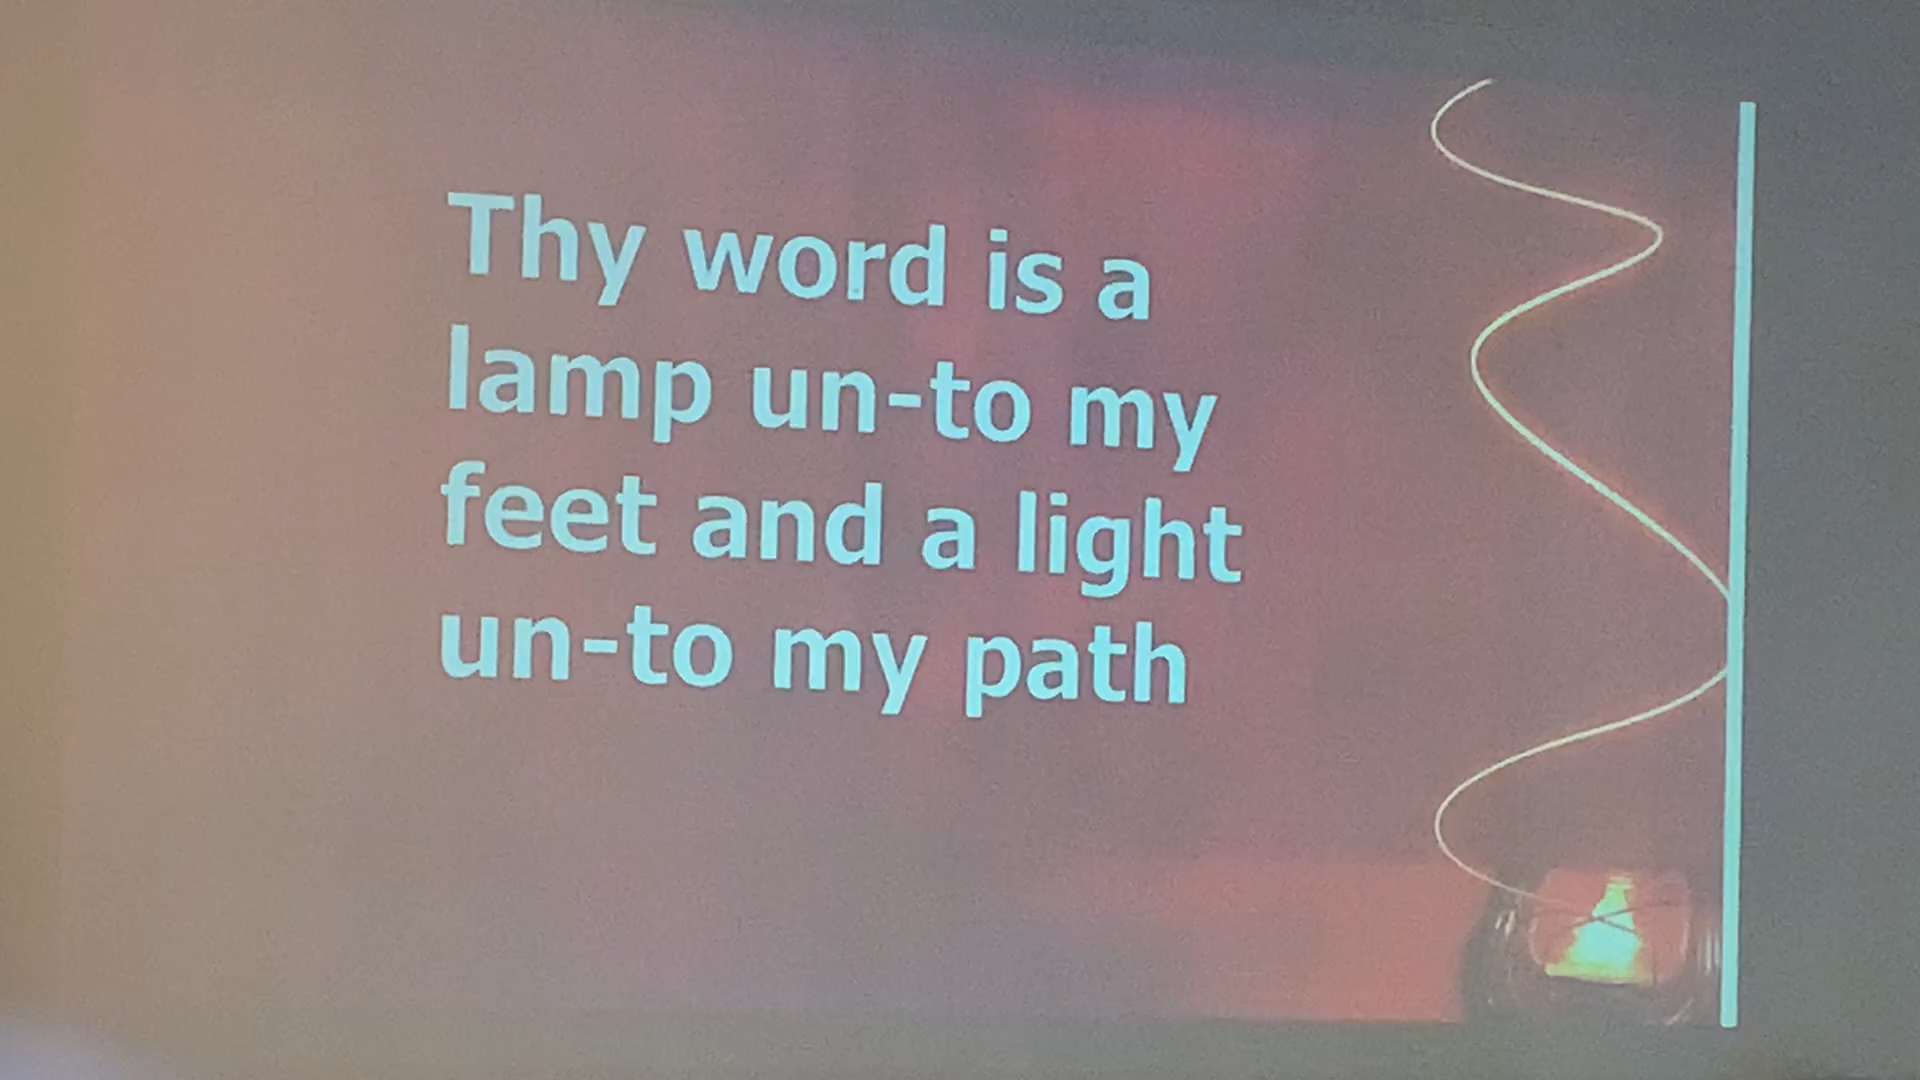 Thy word is a
lamp un-to my
feet and a light
un-to my path